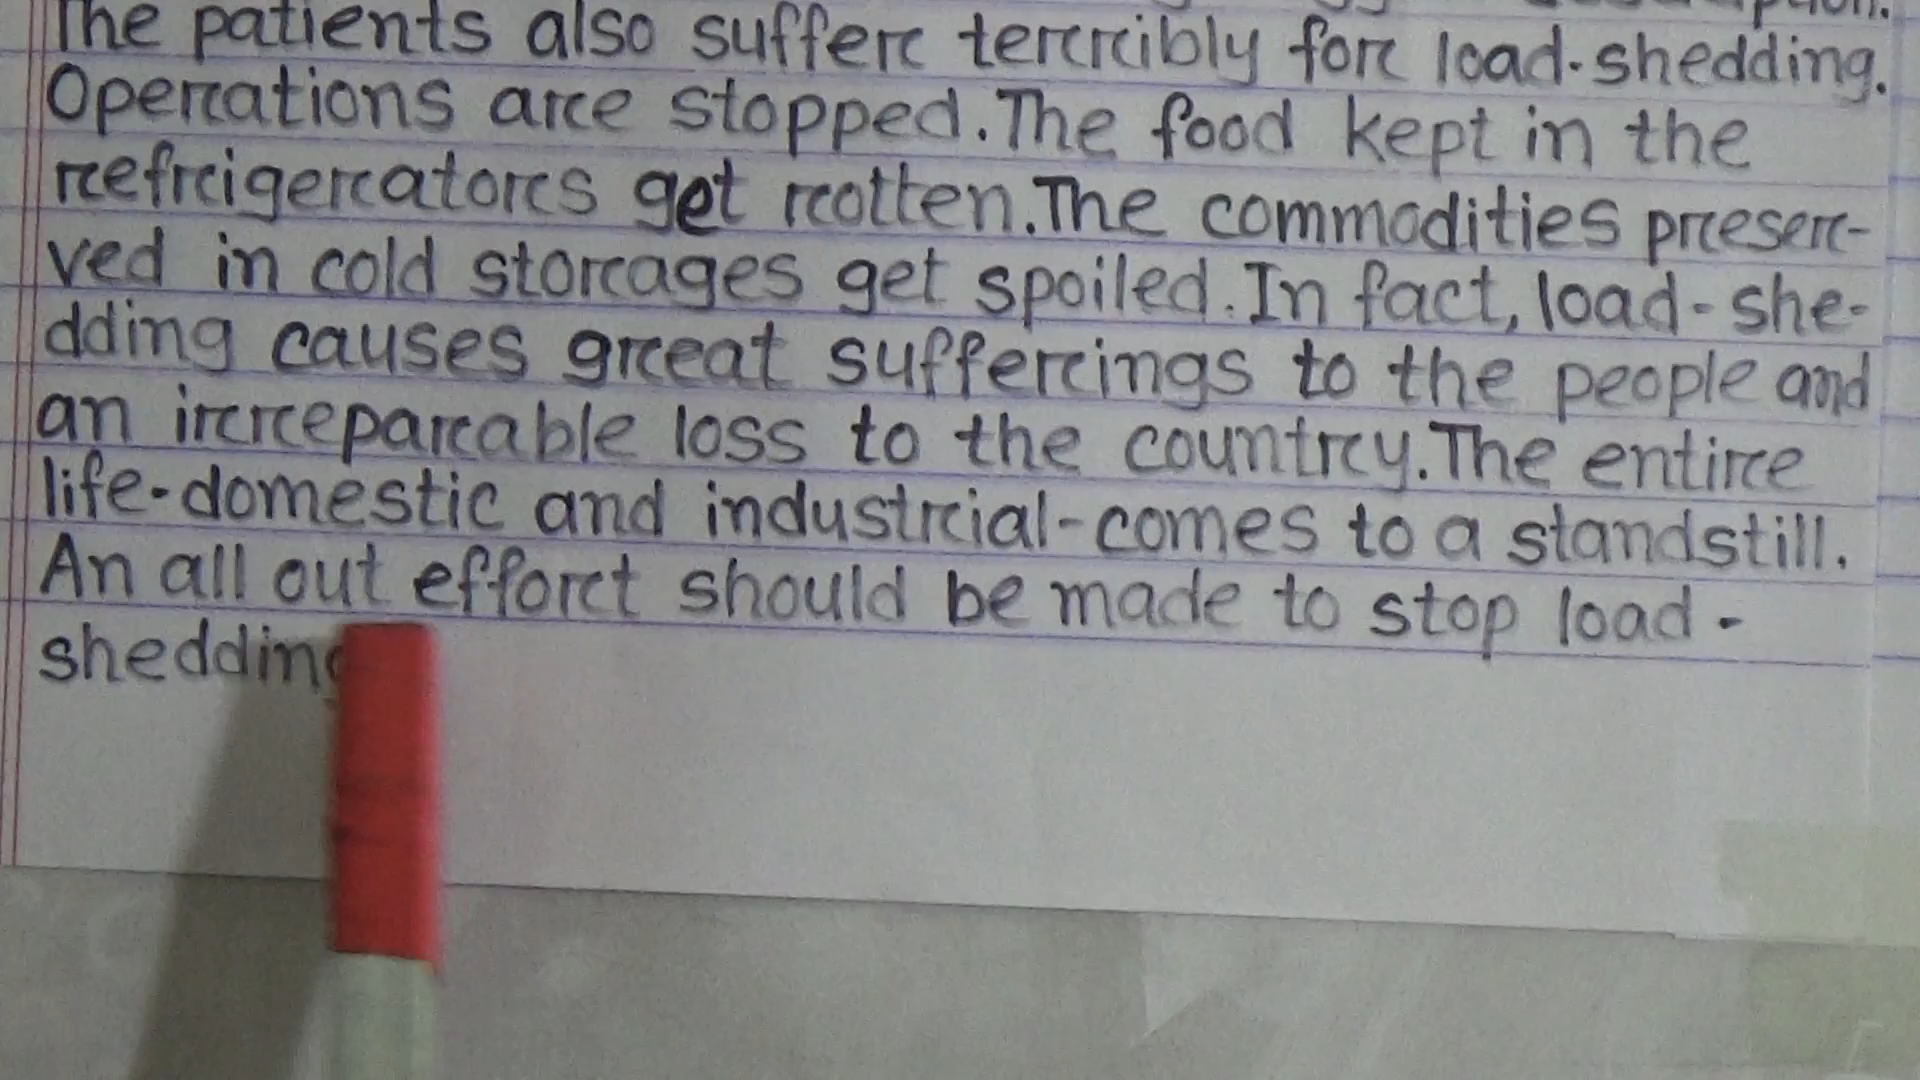 The patients also suffer terribly for load-shedding.
Operations are stopped. The food kept in the
refrigerators get rotten. The commodities preser-
ved in cold storages get spoiled. In fact, load-she-
dding causes great sufferings to the people and
an irreparable loss to the country. The entire
life-domestic and industrial-comes to a standstill.
An all out effort should be made to stop load-
shedding